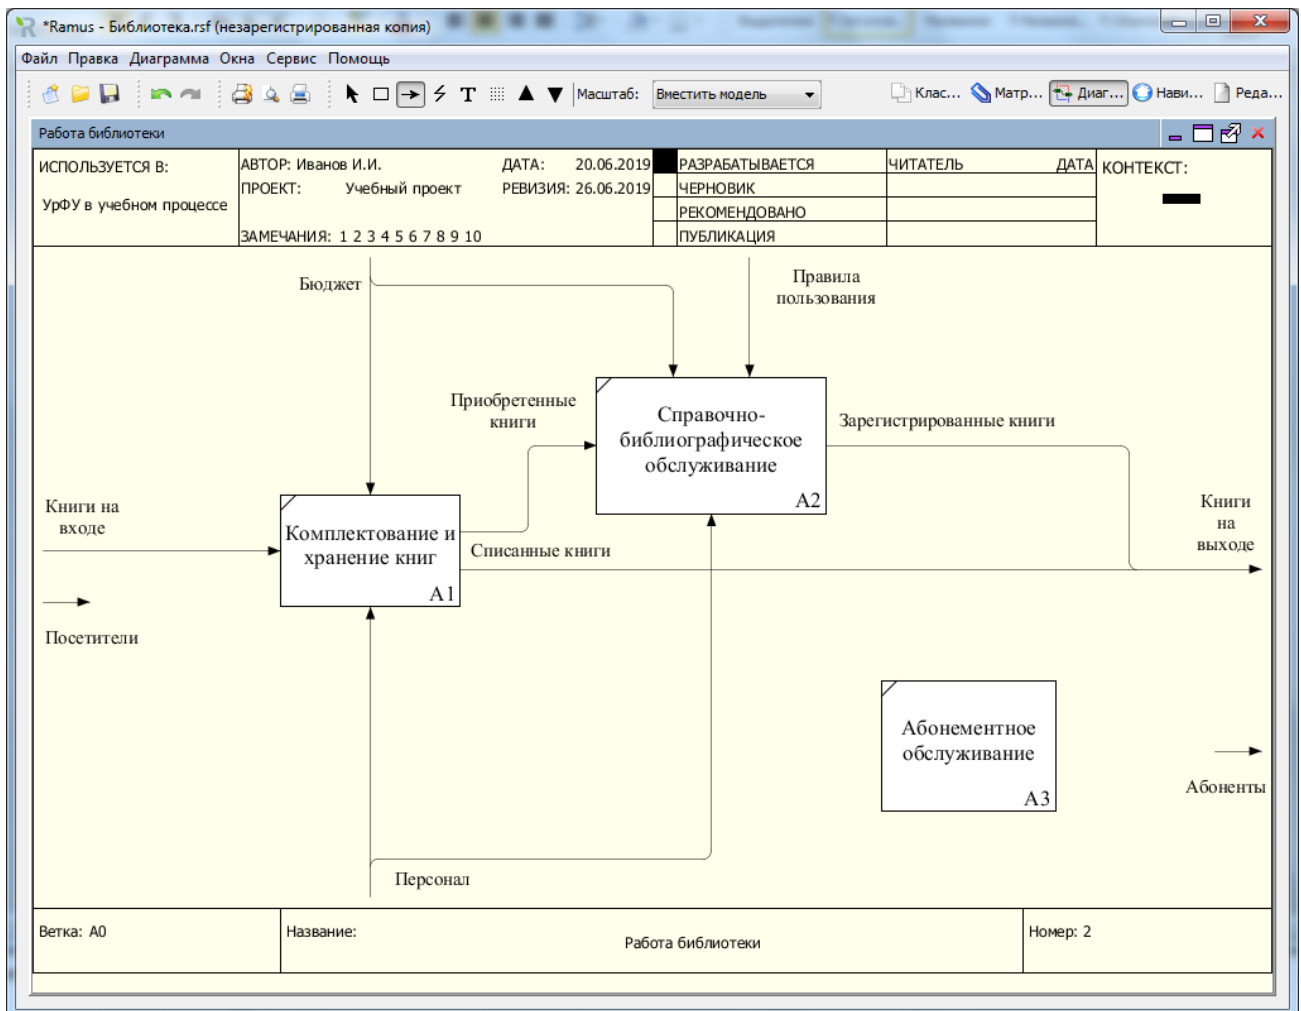 *Ramus - Библиотека.rsf (незарегистрированная копия)
Файл Правка Диаграмма Окна Сервис Помощь
Масштаб: Вместить модель Клас... Матр... Диаг... Нави... Реда...
Работа библиотеки
ИСПОЛЬЗУЕТСЯ В:
УрФУ в учебном процессе
АВТОР: Иванов И.И.
ДАТА: 20.06.2019
ПРОЕКТ: Учебный проект
РЕВИЗИЯ: 26.06.2019
ЗАМЕЧАНИЯ: 1 2 3 4 5 6 7 8 9 10
РАЗРАБАТЫВАЕТСЯ
ЧЕРНОВИК
РЕКОМЕНДОВАНО
ПУБЛИКАЦИЯ
ЧИТАТЕЛЬ
ДАТА
КОНТЕКСТ:
Бюджет
Правила
пользования
Приобретенные
книги
Справочно-
библиографическое
обслуживание
A2
Зарегистрированные книги
Книги на
входе
Комплектование и
хранение книг
A1
Списанные книги
Книги
на
выходе
Посетители
Абонементное
обслуживание
A3
Абоненты
Персонал
Ветка: A0
Название:
Работа библиотеки
Номер: 2